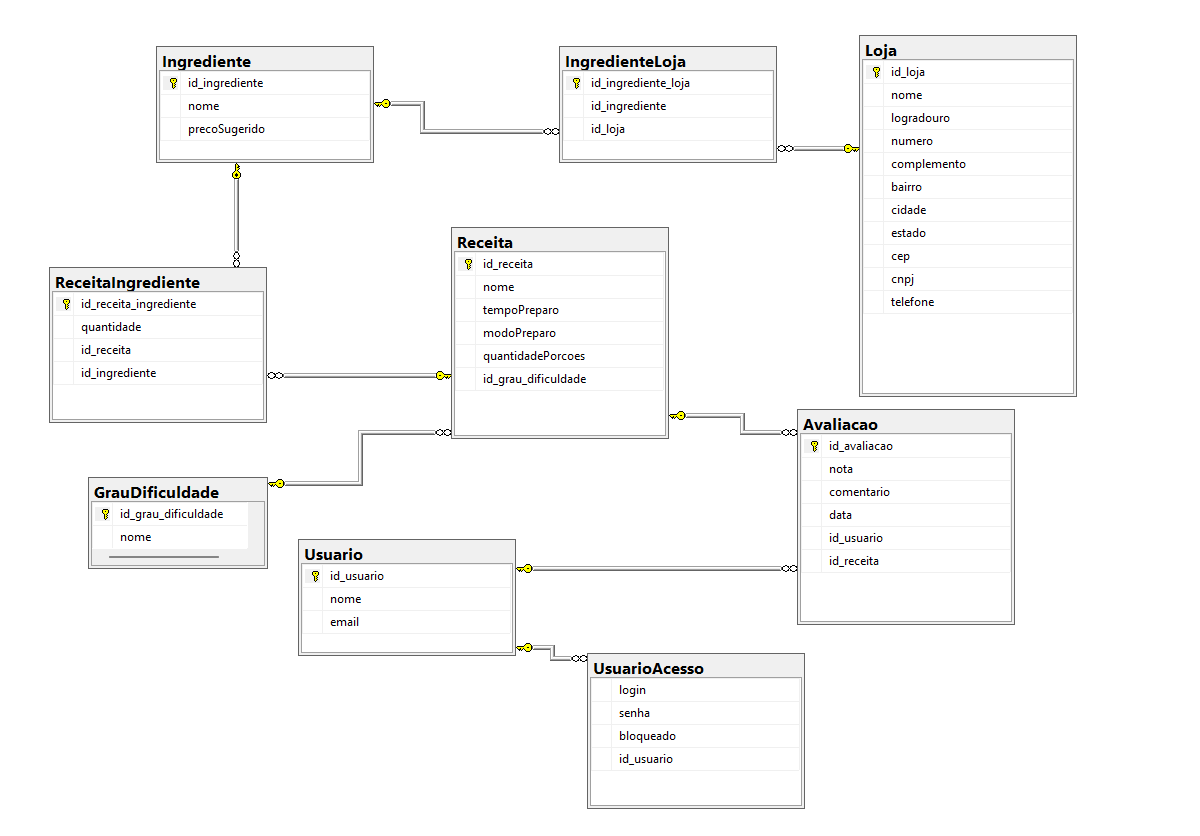 Ingrediente
id_ingrediente
nome
precoSugerido
IngredienteLoja
id_ingrediente_loja
id_ingrediente
id_loja
Loja
id_loja
nome
logradouro
numero
complemento
bairro
cidade
estado
cep
cnpj
telefone
ReceitaIngrediente
id_receita_ingrediente
quantidade
id_receita
id_ingrediente
Receita
id_receita
nome
tempoPreparo
modoPreparo
quantidadePorcoes
id_grau_dificuldade
Avaliacao
id_avaliacao
nota
comentario
data
id_usuario
id_receita
GrauDificuldade
id_grau_dificuldade
nome
Usuario
id_usuario
nome
email
UsuarioAcesso
login
senha
bloqueado
id_usuario